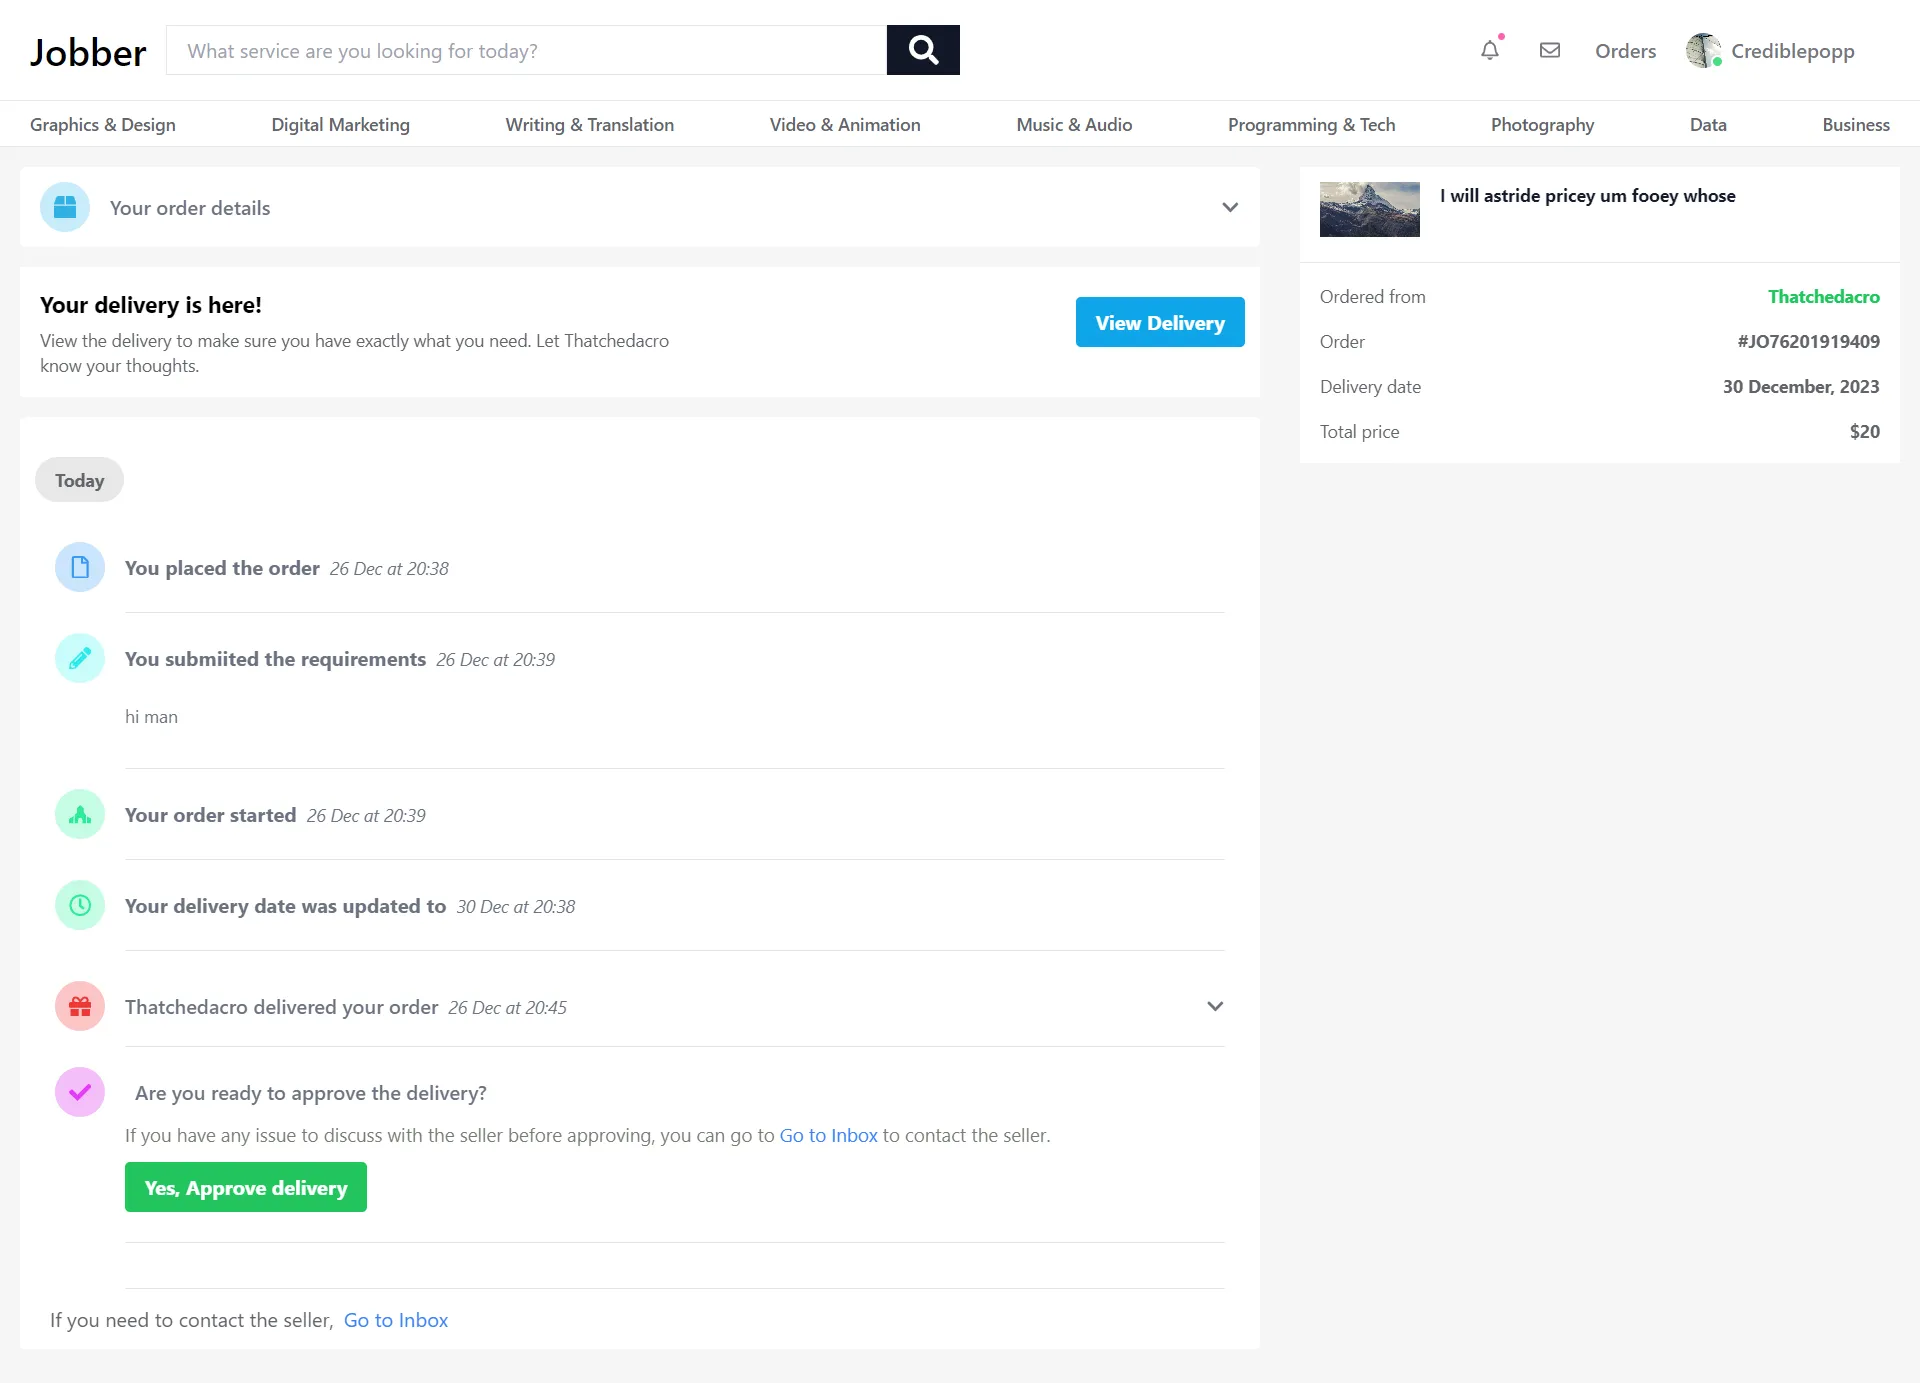 Jobber
What service are you looking for today?
Orders
Crediblepopp
Graphics & Design
Digital Marketing
Writing & Translation
Video & Animation
Music & Audio
Programming & Tech
Photography
Data
Business
Your order details
Your delivery is here!
View the delivery to make sure you have exactly what you need. Let Thatchedacro
know your thoughts.
View Delivery
Today
You placed the order 26 Dec at 20:38
You submiited the requirements 26 Dec at 20:39
hi man
Your order started 26 Dec at 20:39
Your delivery date was updated to 30 Dec at 20:38
Thatchedacro delivered your order 26 Dec at 20:45
Are you ready to approve the delivery?
If you have any issue to discuss with the seller before approving, you can go to Go to Inbox to contact the seller.
Yes, Approve delivery
If you need to contact the seller, Go to Inbox
I will astride pricey um fooey whose
Ordered from Thatchedacro
Order #JO76201919409
Delivery date 30 December, 2023
Total price $20